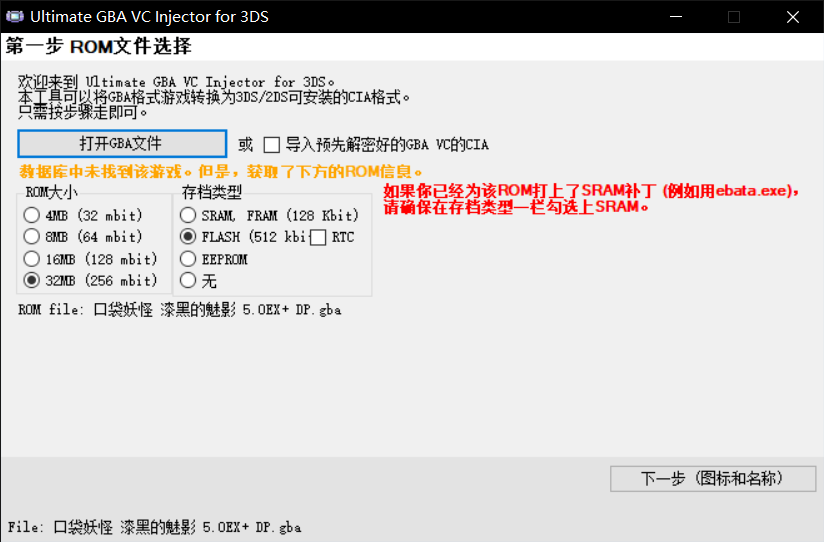 Ultimate GBA VC Injector for 3DS
第一步 ROM文件选择
欢迎来到 Ultimate GBA VC Injector for 3DS。
本工具可以将GBA格式游戏转换为3DS/2DS可安装的CIA格式。
只需按步骤走即可。
打开GBA文件 或 导入预先解密好的GBA VC的CIA
数据库中未找到该游戏。但是，获取了下方的ROM信息。
如果你已经为该ROM打上了SRAM补丁 (例如用ebata.exe)，
请确保在存档类型一栏勾选上SRAM。
ROM大小
4MB (32 mbit)
8MB (64 mbit)
16MB (128 mbit)
32MB (256 mbit)
存档类型
SRAM, FRAM (128 Kbit)
FLASH (512 kbi RTC
EEPROM
无
ROM file: 口袋妖怪 漆黑的魅影 5.0EX+ DP.gba
下一步 (图标和名称)
File: 口袋妖怪 漆黑的魅影 5.0EX+ DP.gba